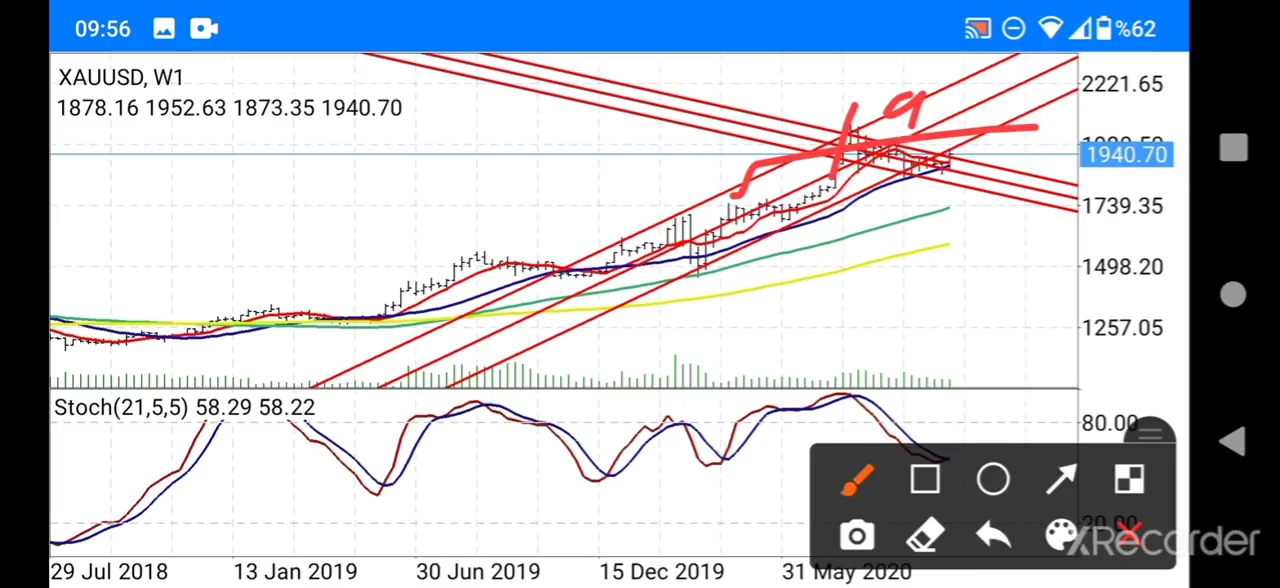 09:56 %62
XAUUSD, W1
1878.16 1952.63 1873.35 1940.70
2221.65
1940.70
1739.35
1498.20
1257.05
Stoch(21,5,5) 58.29 58.22
80.00
20.00
XRecorder
29 Jul 2018 13 Jan 2019 30 Jun 2019 15 Dec 2019 31 May 2020